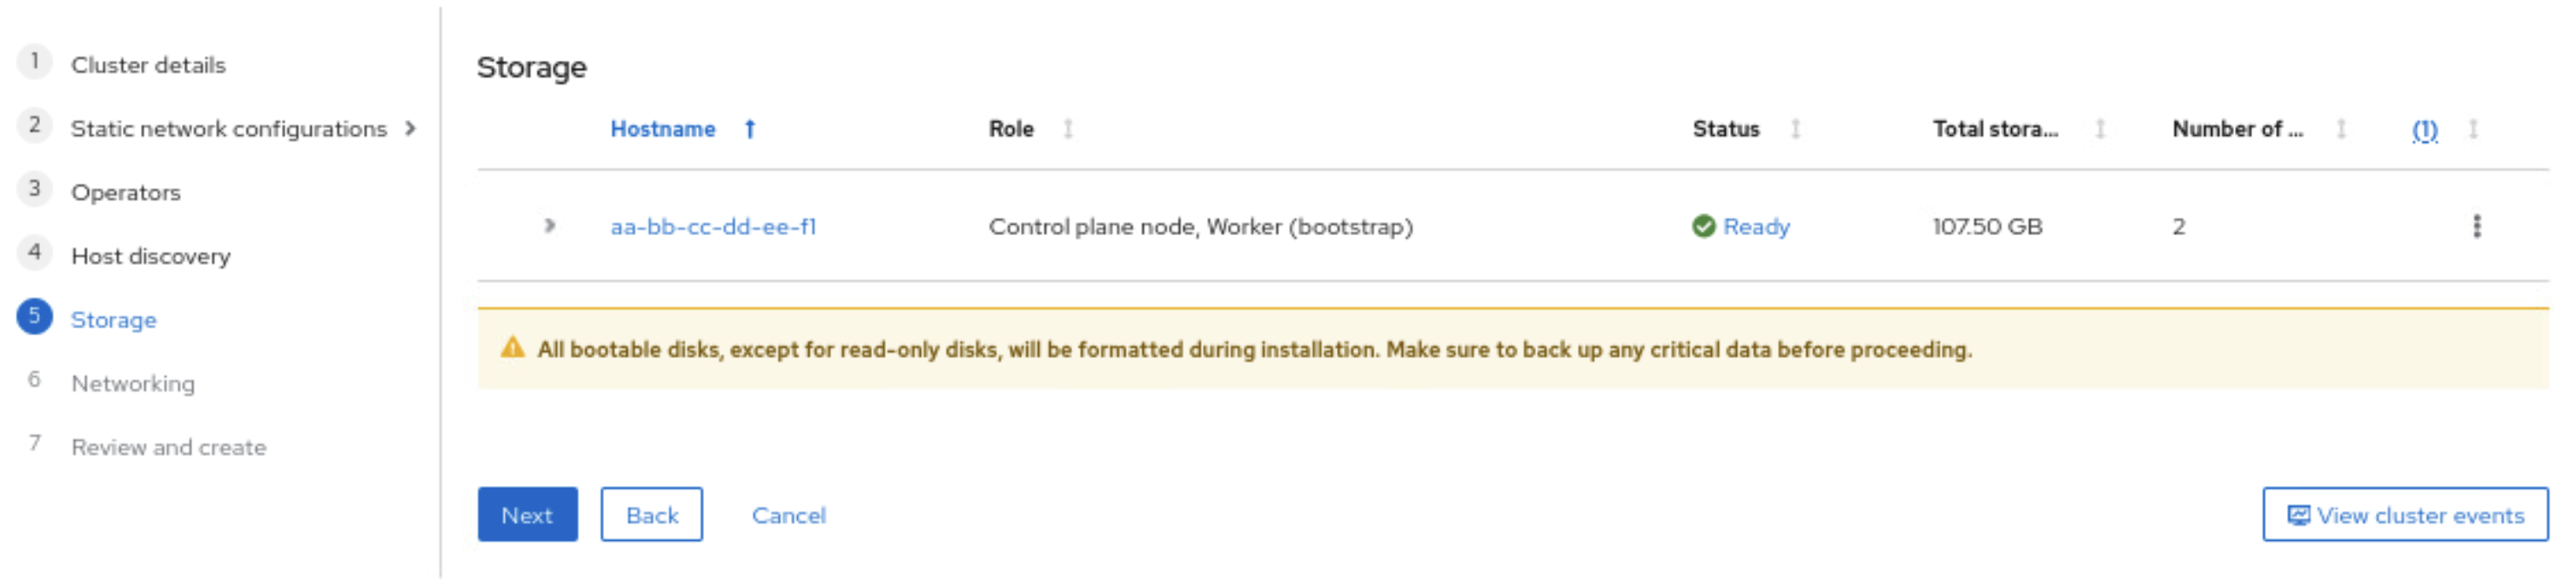 1 Cluster details
2 Static network configurations
3 Operators
4 Host discovery
5 Storage
6 Networking
7 Review and create
Storage
Hostname Role Status Total stora... Number of ... (1)
aa-bb-cc-dd-ee-f1 Control plane node, Worker (bootstrap) Ready 107.50 GB 2
All bootable disks, except for read-only disks, will be formatted during installation. Make sure to back up any critical data before proceeding.
Next Back Cancel View cluster events